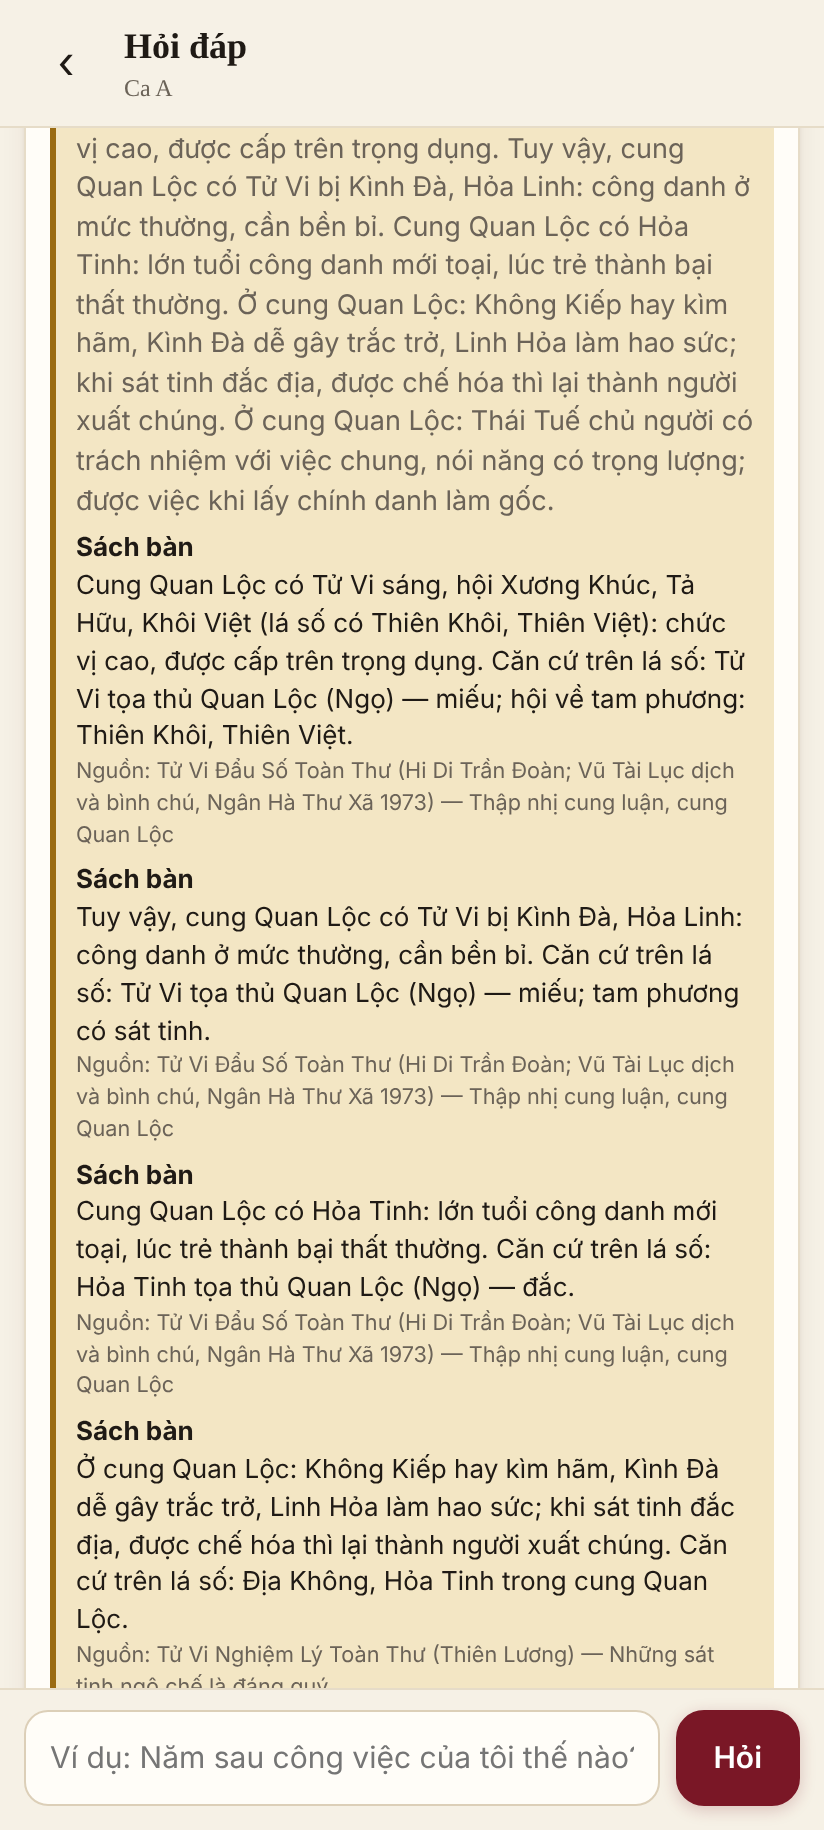 ‹
Hỏi đáp
Ca A
vị cao, được cấp trên trọng dụng. Tuy vậy, cung
Quan Lộc có Tử Vi bị Kình Đà, Hỏa Linh: công danh ở
mức thường, cần bền bỉ. Cung Quan Lộc có Hỏa
Tinh: lớn tuổi công danh mới toại, lúc trẻ thành bại
thất thường. Ở cung Quan Lộc: Không Kiếp hay kìm
hãm, Kình Đà dễ gây trắc trở, Linh Hỏa làm hao sức;
khi sát tinh đắc địa, được chế hóa thì lại thành người
xuất chúng. Ở cung Quan Lộc: Thái Tuế chủ người có
trách nhiệm với việc chung, nói năng có trọng lượng;
được việc khi lấy chính danh làm gốc.
Sách bàn
Cung Quan Lộc có Tử Vi sáng, hội Xương Khúc, Tả
Hữu, Khôi Việt (lá số có Thiên Khôi, Thiên Việt): chức
vị cao, được cấp trên trọng dụng. Căn cứ trên lá số: Tử
Vi tọa thủ Quan Lộc (Ngọ) — miếu; hội về tam phương:
Thiên Khôi, Thiên Việt.
Nguồn: Tử Vi Đẩu Số Toàn Thư (Hi Di Trần Đoàn; Vũ Tài Lục dịch
và bình chú, Ngân Hà Thư Xã 1973) — Thập nhị cung luận, cung
Quan Lộc
Sách bàn
Tuy vậy, cung Quan Lộc có Tử Vi bị Kình Đà, Hỏa Linh:
công danh ở mức thường, cần bền bỉ. Căn cứ trên lá
số: Tử Vi tọa thủ Quan Lộc (Ngọ) — miếu; tam phương
có sát tinh.
Nguồn: Tử Vi Đẩu Số Toàn Thư (Hi Di Trần Đoàn; Vũ Tài Lục dịch
và bình chú, Ngân Hà Thư Xã 1973) — Thập nhị cung luận, cung
Quan Lộc
Sách bàn
Cung Quan Lộc có Hỏa Tinh: lớn tuổi công danh mới
toại, lúc trẻ thành bại thất thường. Căn cứ trên lá số:
Hỏa Tinh tọa thủ Quan Lộc (Ngọ) — đắc.
Nguồn: Tử Vi Đẩu Số Toàn Thư (Hi Di Trần Đoàn; Vũ Tài Lục dịch
và bình chú, Ngân Hà Thư Xã 1973) — Thập nhị cung luận, cung
Quan Lộc
Sách bàn
Ở cung Quan Lộc: Không Kiếp hay kìm hãm, Kình Đà
dễ gây trắc trở, Linh Hỏa làm hao sức; khi sát tinh đắc
địa, được chế hóa thì lại thành người xuất chúng. Căn
cứ trên lá số: Địa Không, Hỏa Tinh trong cung Quan
Lộc.
Nguồn: Tử Vi Nghiệm Lý Toàn Thư (Thiên Lương) — Những sát
tinh ngộ chế là đáng quý
Ví dụ: Năm sau công việc của tôi thế nào?
Hỏi